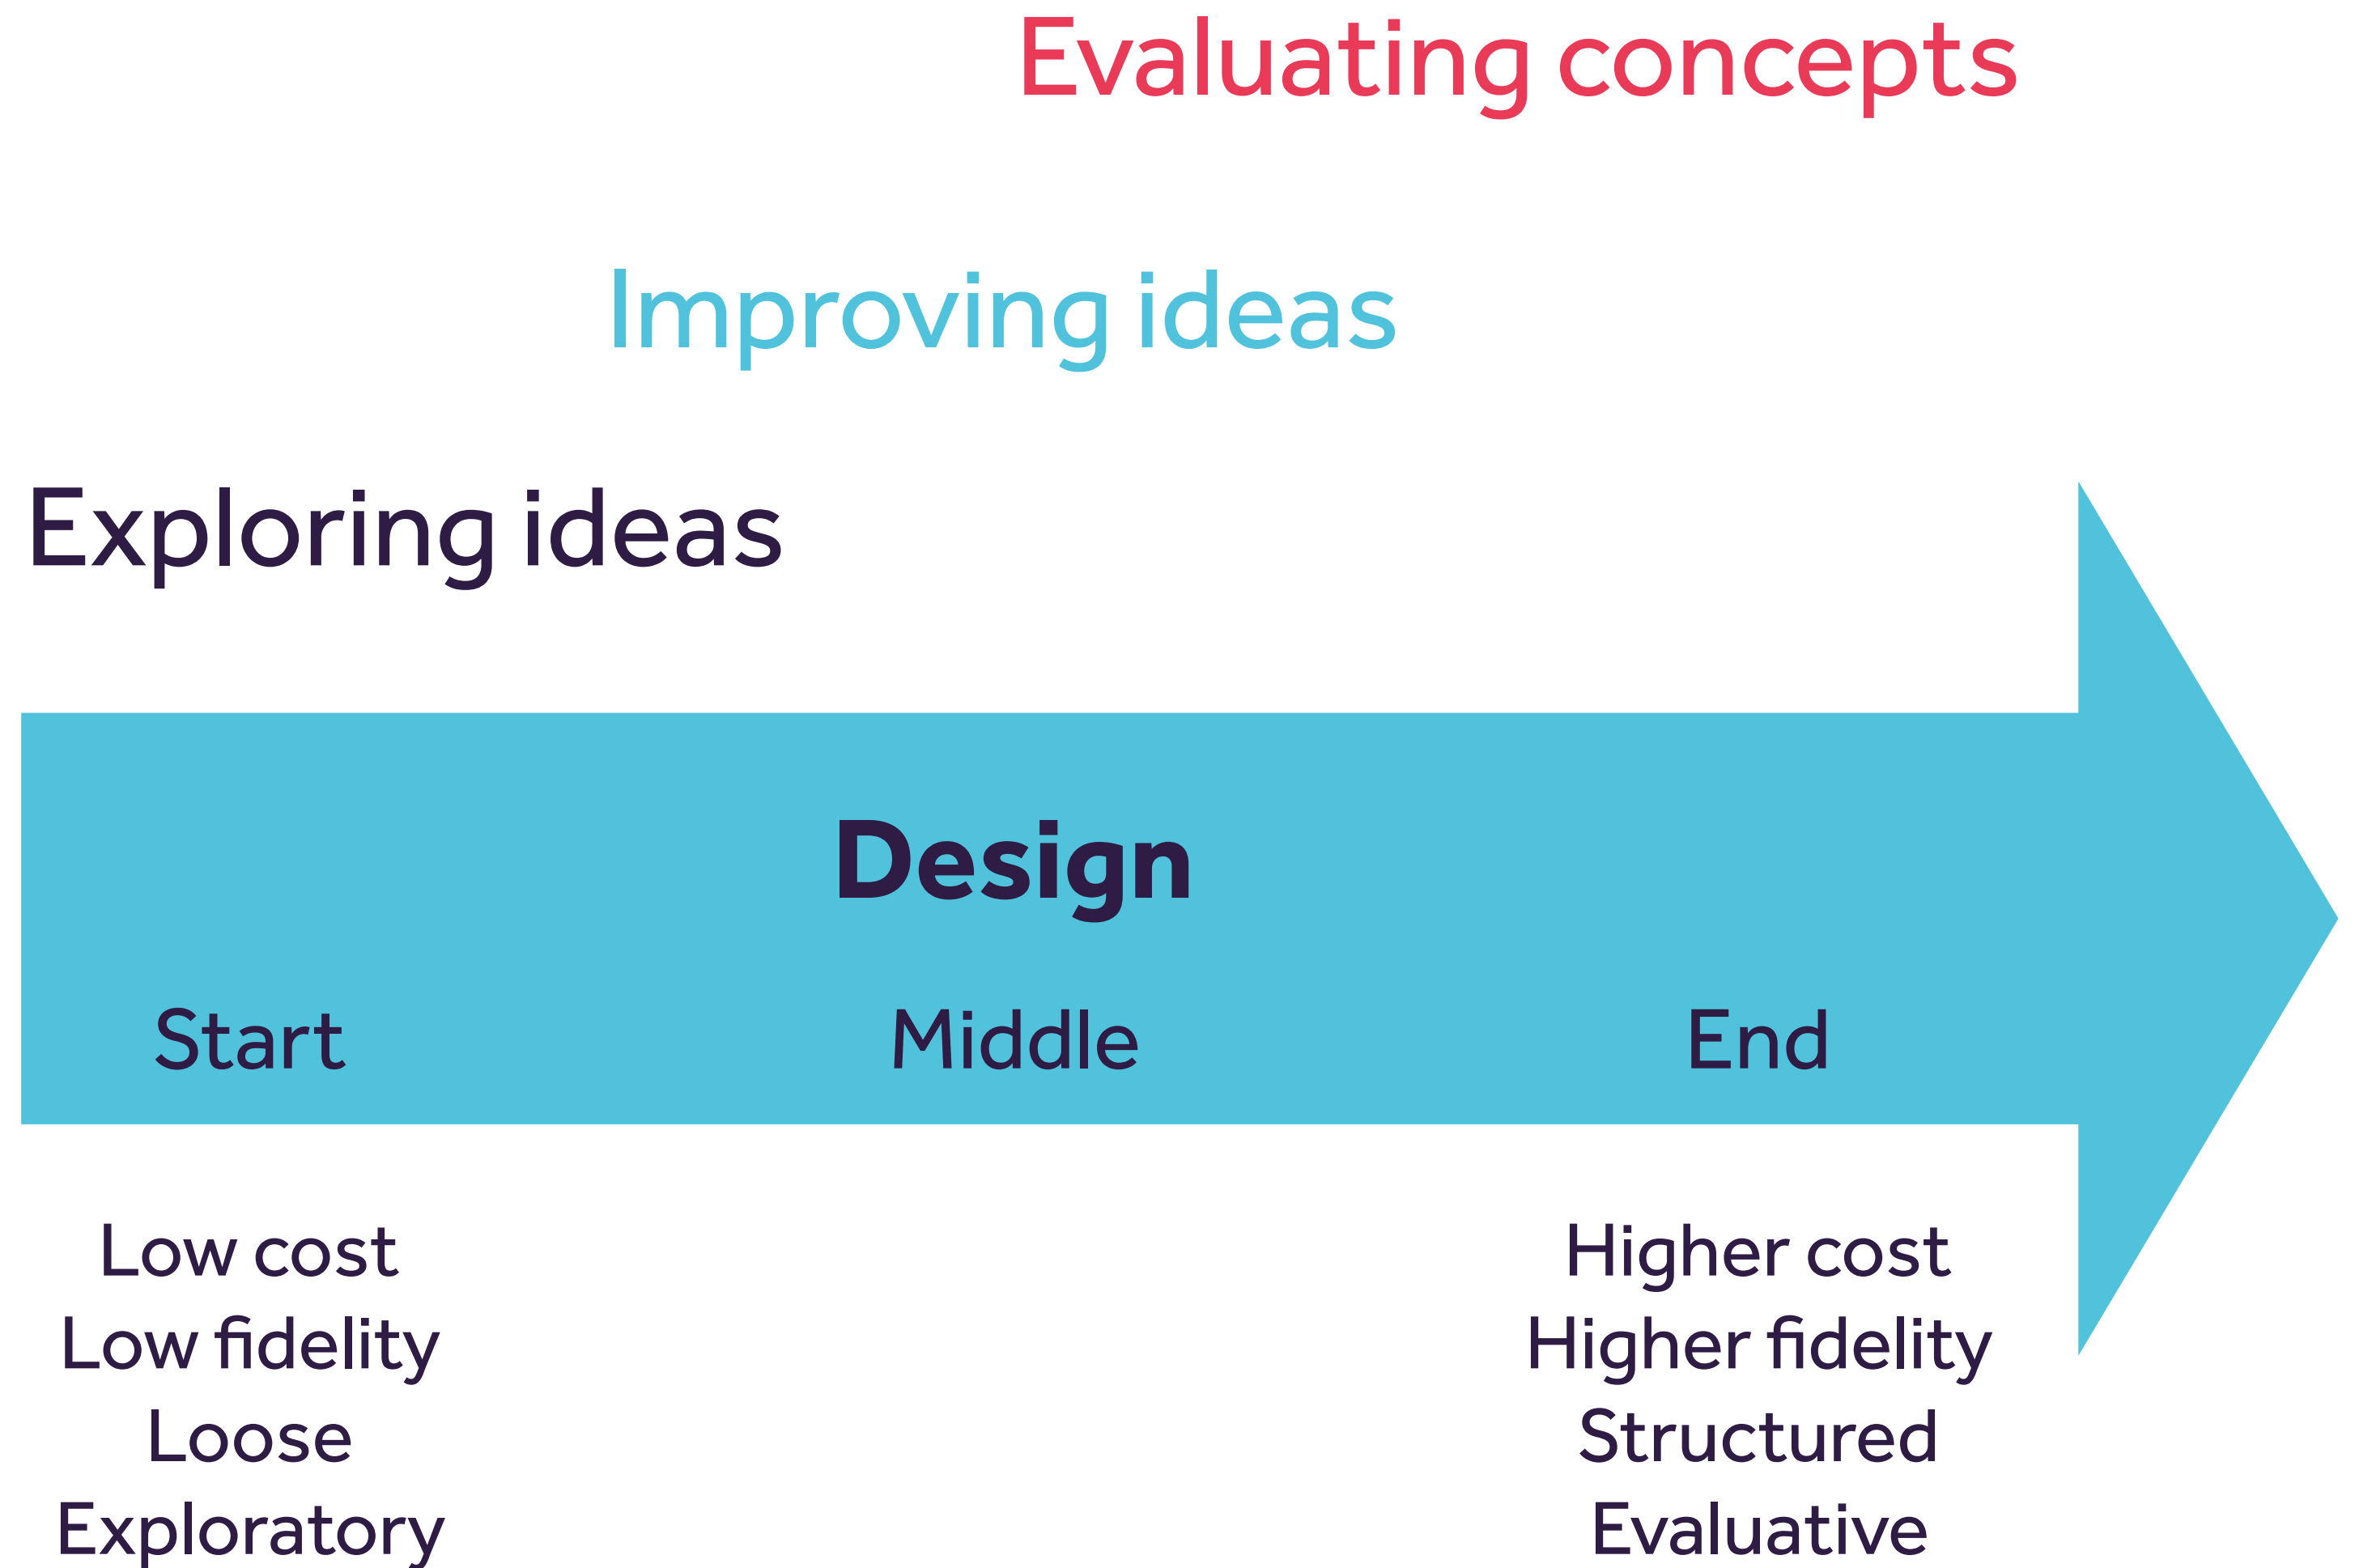 Evaluating concepts
Improving ideas
Exploring ideas
Design
Start
Middle
End
Low cost
Low fidelity
Loose
Exploratory
Higher cost
Higher fidelity
Structured
Evaluative